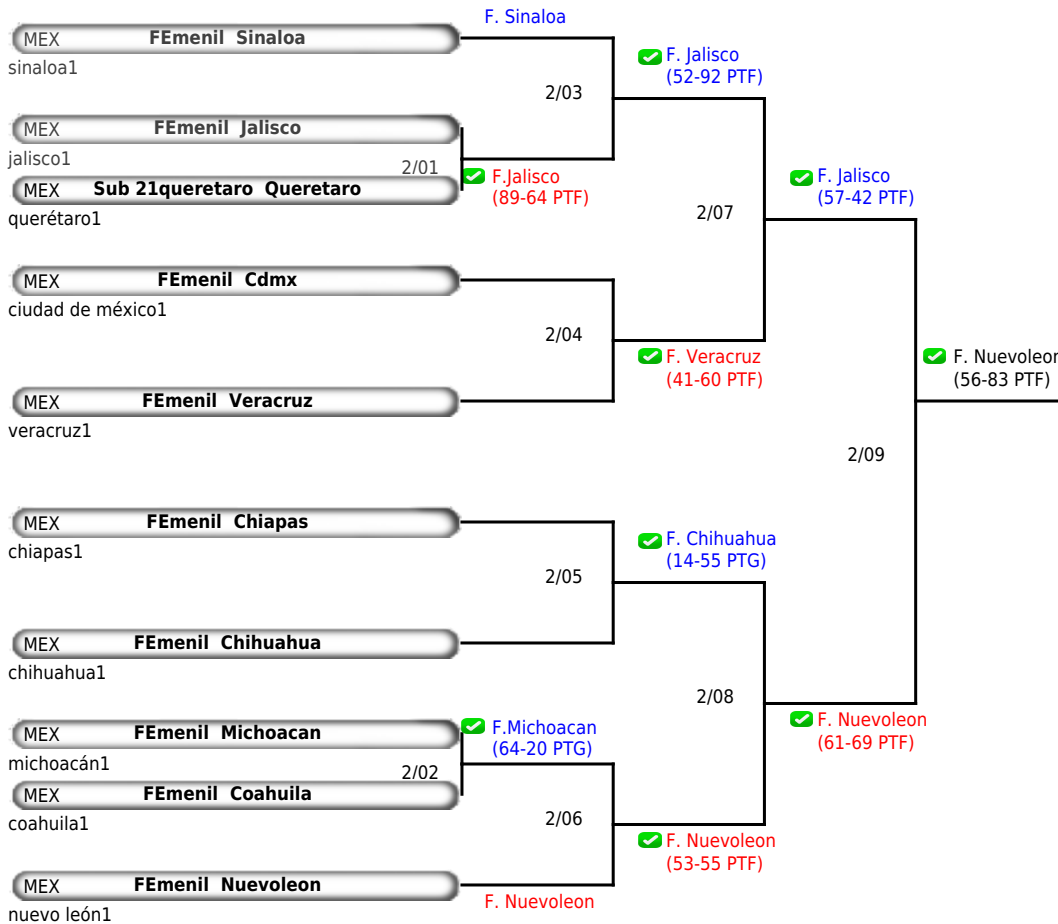 F. Sinaloa
MEX FEmenil Sinaloa
sinaloa1
F. Jalisco
(52-92 PTF)
2/03
MEX FEmenil Jalisco
jalisco1
2/01
F.Jalisco
(89-64 PTF)
MEX Sub 21queretaro Queretaro
querétaro1
F. Jalisco
(57-42 PTF)
2/07
MEX FEmenil Cdmx
ciudad de méxico1
2/04
F. Veracruz
(41-60 PTF)
F. Nuevoleon
(56-83 PTF)
MEX FEmenil Veracruz
veracruz1
2/09
MEX FEmenil Chiapas
chiapas1
F. Chihuahua
(14-55 PTG)
2/05
MEX FEmenil Chihuahua
chihuahua1
2/08
F. Nuevoleon
(61-69 PTF)
MEX FEmenil Michoacan
michoacán1
F.Michoacan
(64-20 PTG)
2/02
MEX FEmenil Coahuila
coahuila1
2/06
F. Nuevoleon
(53-55 PTF)
MEX FEmenil Nuevoleon
nuevo león1
F. Nuevoleon